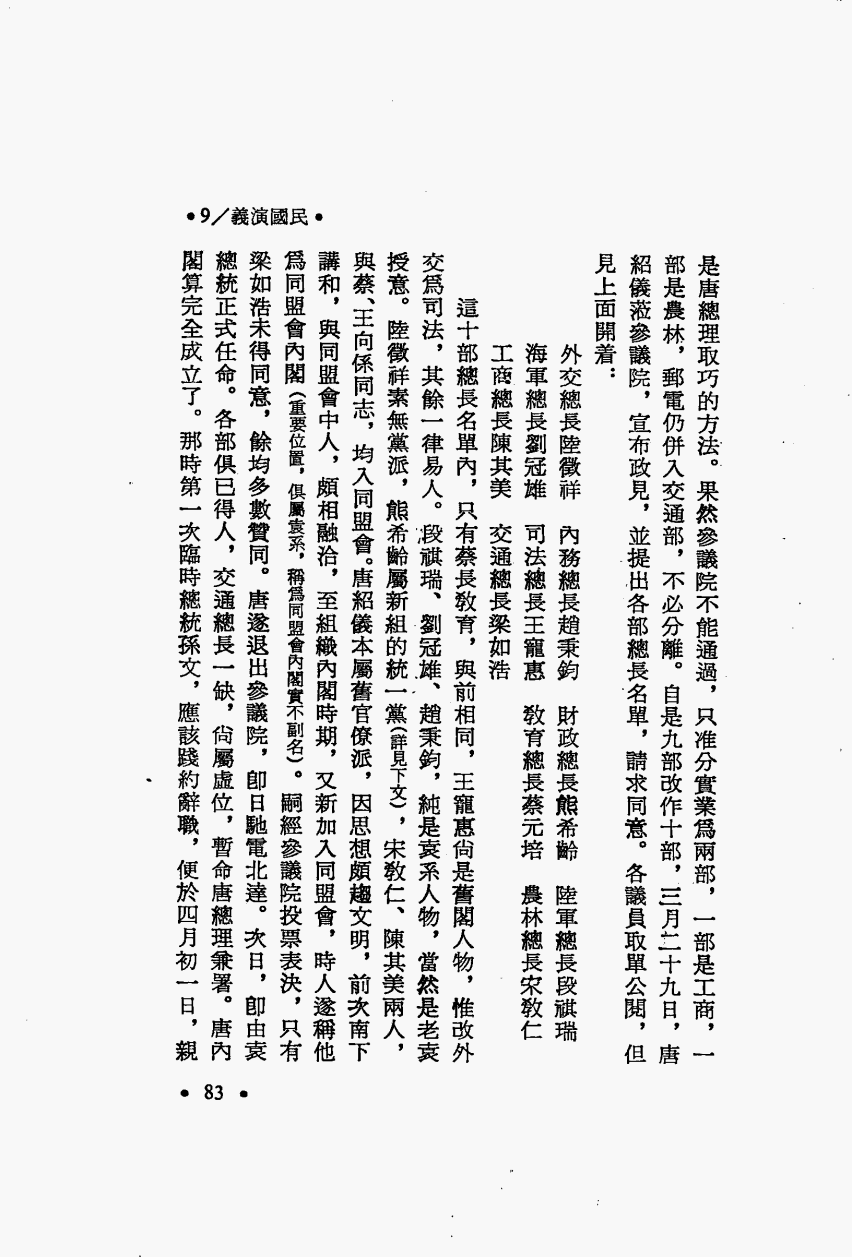 •9/義演國民•
是唐總理取巧的方法。果然參議院不能通過，只准分實業爲兩部，一部是工商，一
部是農林，郵電仍併入交通部，不必分離。自是九部改作十部，三月二十九日，唐
紹儀蒞參議院，宣布政見，並提出各部總長名單，請求同意。各議員取單公閱，但
見上面開着：
外交總長陸徵祥　內務總長趙秉鈞　財政總長熊希齡　陸軍總長段祺瑞
海軍總長劉冠雄　司法總長王寵惠　敎育總長蔡元培　農林總長宋敎仁
工商總長陳其美　交通總長梁如浩
這十部總長名單內，只有蔡長敎育，與前相同，王寵惠尙是舊閣人物，惟改外
交爲司法，其餘一律易人。段祺瑞、劉冠雄、趙秉鈞，純是袁系人物，當然是老袁
授意。陸徵祥素無黨派，熊希齡屬新組的統一黨（詳見下文），宋敎仁、陳其美兩人，
與蔡、王向係同志，均入同盟會。唐紹儀本屬舊官僚派，因思想頗趨文明，前次南下
講和，與同盟會中人，頗相融洽，至組織內閣時期，又新加入同盟會，時人遂稱他
爲同盟會內閣（重要位置，俱屬袁系，稱爲同盟會內閣實不副名）。嗣經參議院投票表決，只有
梁如浩未得同意，餘均多數贊同。唐遂退出參議院，卽日馳電北達。次日，卽由袁
總統正式任命。各部俱已得人，交通總長一缺，尙屬虛位，暫命唐總理兼署。唐內
閣算完全成立了。那時第一次臨時總統孫文，應該踐約辭職，便於四月初一日，親
• 83 •